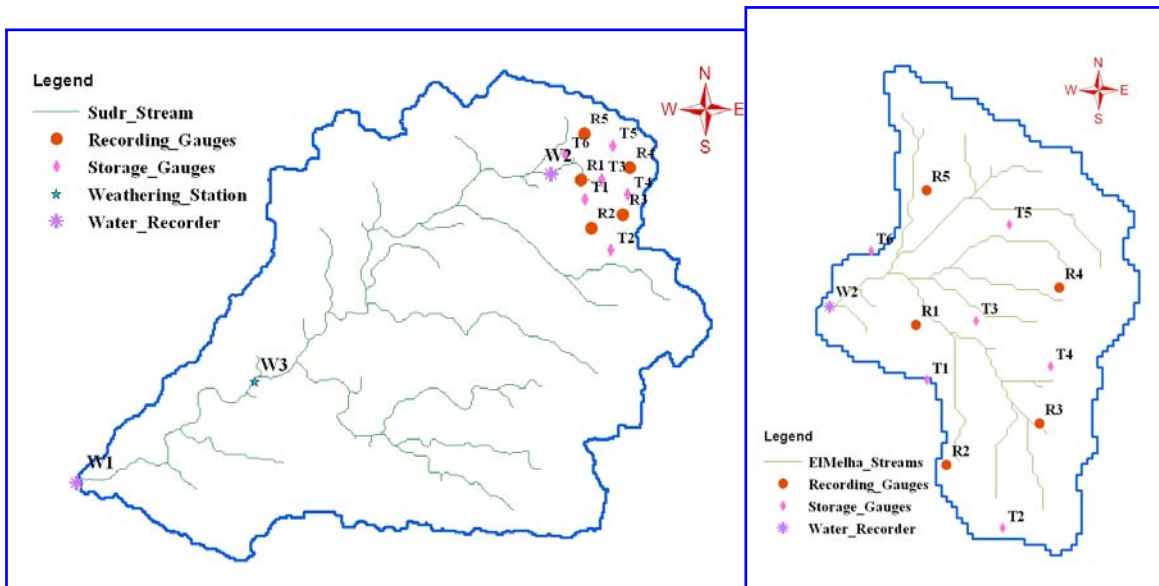 Legend
Sudr_Stream
Recording_Gauges
Storage_Gauges
Weathering_Station
Water_Recorder
N
W E
S
R5
T5
T6
W2
R4
R1 T3
T1
T4
R3
R2
T2
W3
W1
N
W E
S
R5
T5
T6
R4
W2
R1
T3
T4
T1
R3
R2
T2
Legend
ElMelha_Streams
Recording_Gauges
Storage_Gauges
Water_Recorder